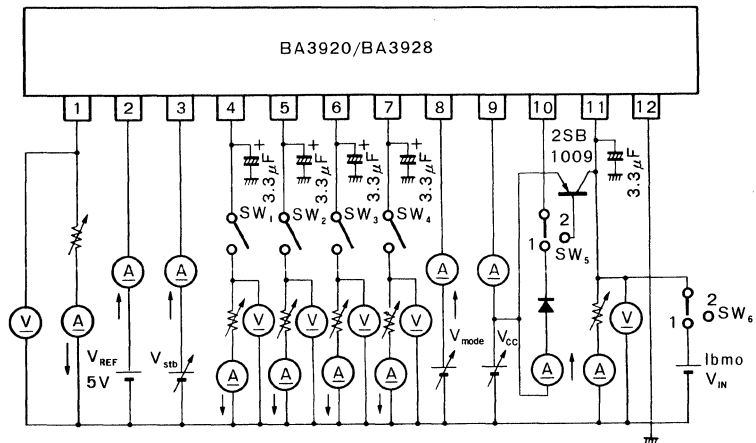 BA3920/BA3928
1 2 3 4 5 6 7 8 9 10 11 12
2SB
1009
+ 3.3μF
+ 3.3μF
+ 3.3μF
+ 3.3μF
3.3μF
SW1
SW2
SW3
SW4
1 2
SW5
1 2
SW6
A A A A
V A
V V V V
V
A A A A
A A
VREF
5V
Vstb
Vmode
VCC
Ibmo
VIN